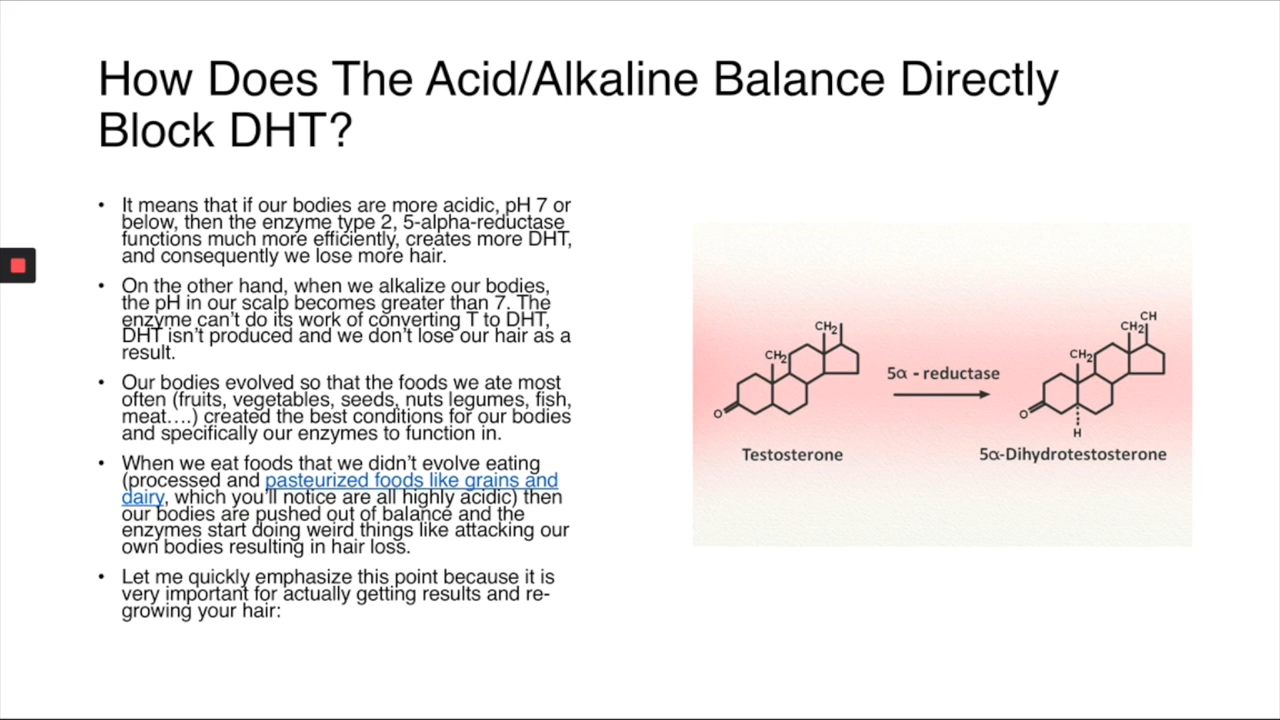 How Does The Acid/Alkaline Balance Directly
Block DHT?
• It means that if our bodies are more acidic, pH 7 or
below, then the enzyme type 2, 5-alpha-reductase
functions much more efficiently, creates more DHT,
and consequently we lose more hair.
• On the other hand, when we alkalize our bodies,
the pH in our scalp becomes greater than 7. The
enzyme can't do its work of converting T to DHT,
DHT isn't produced and we don't lose our hair as a
result.
• Our bodies evolved so that the foods we ate most
often (fruits, vegetables, seeds, nuts legumes, fish,
meat….) created the best conditions for our bodies
and specifically our enzymes to function in.
• When we eat foods that we didn't evolve eating
(processed and pasteurized foods like grains and
dairy, which you'll notice are all highly acidic) then
our bodies are pushed out of balance and the
enzymes start doing weird things like attacking our
own bodies resulting in hair loss.
• Let me quickly emphasize this point because it is
very important for actually getting results and re-
growing your hair:
CH₂
CH₂
O
Testosterone
5α - reductase
CH
CH₂
CH₂
O
H
5α-Dihydrotestosterone